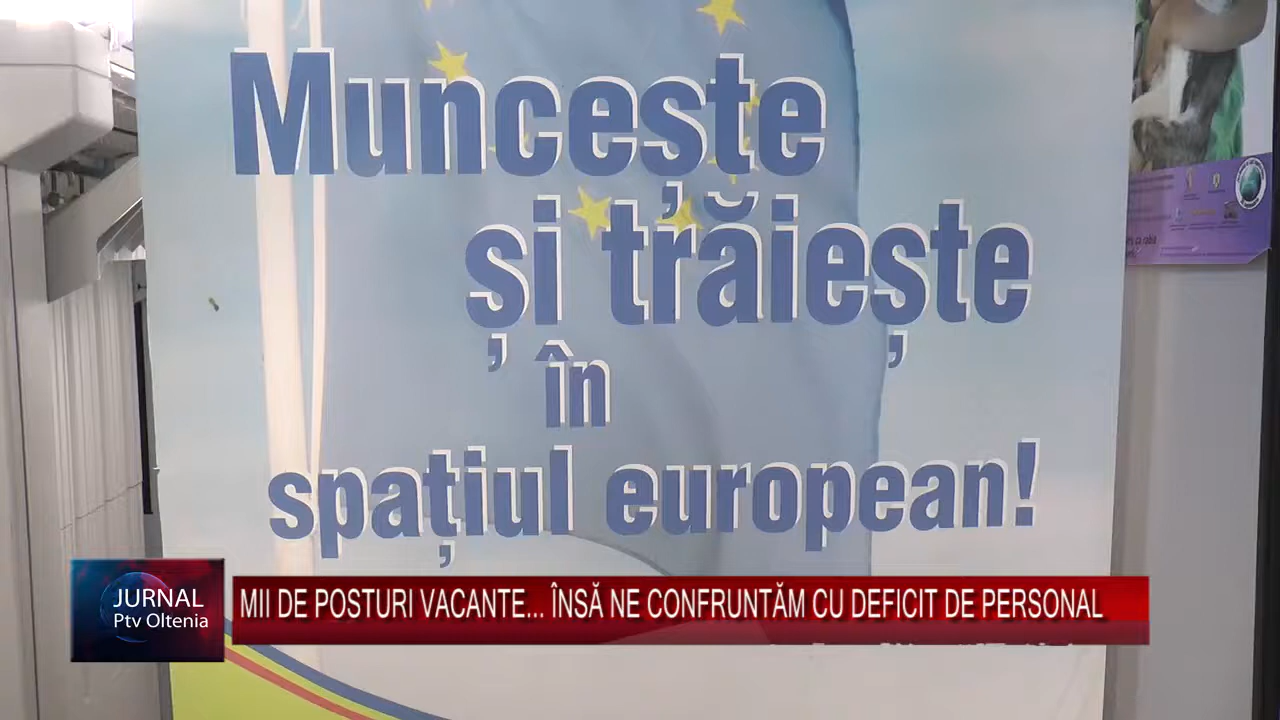 Muncește
și trăiește
în
spațiul european!
JURNAL
Ptv Oltenia
MII DE POSTURI VACANTE... ÎNSĂ NE CONFRUNTĂM CU DEFICIT DE PERSONAL